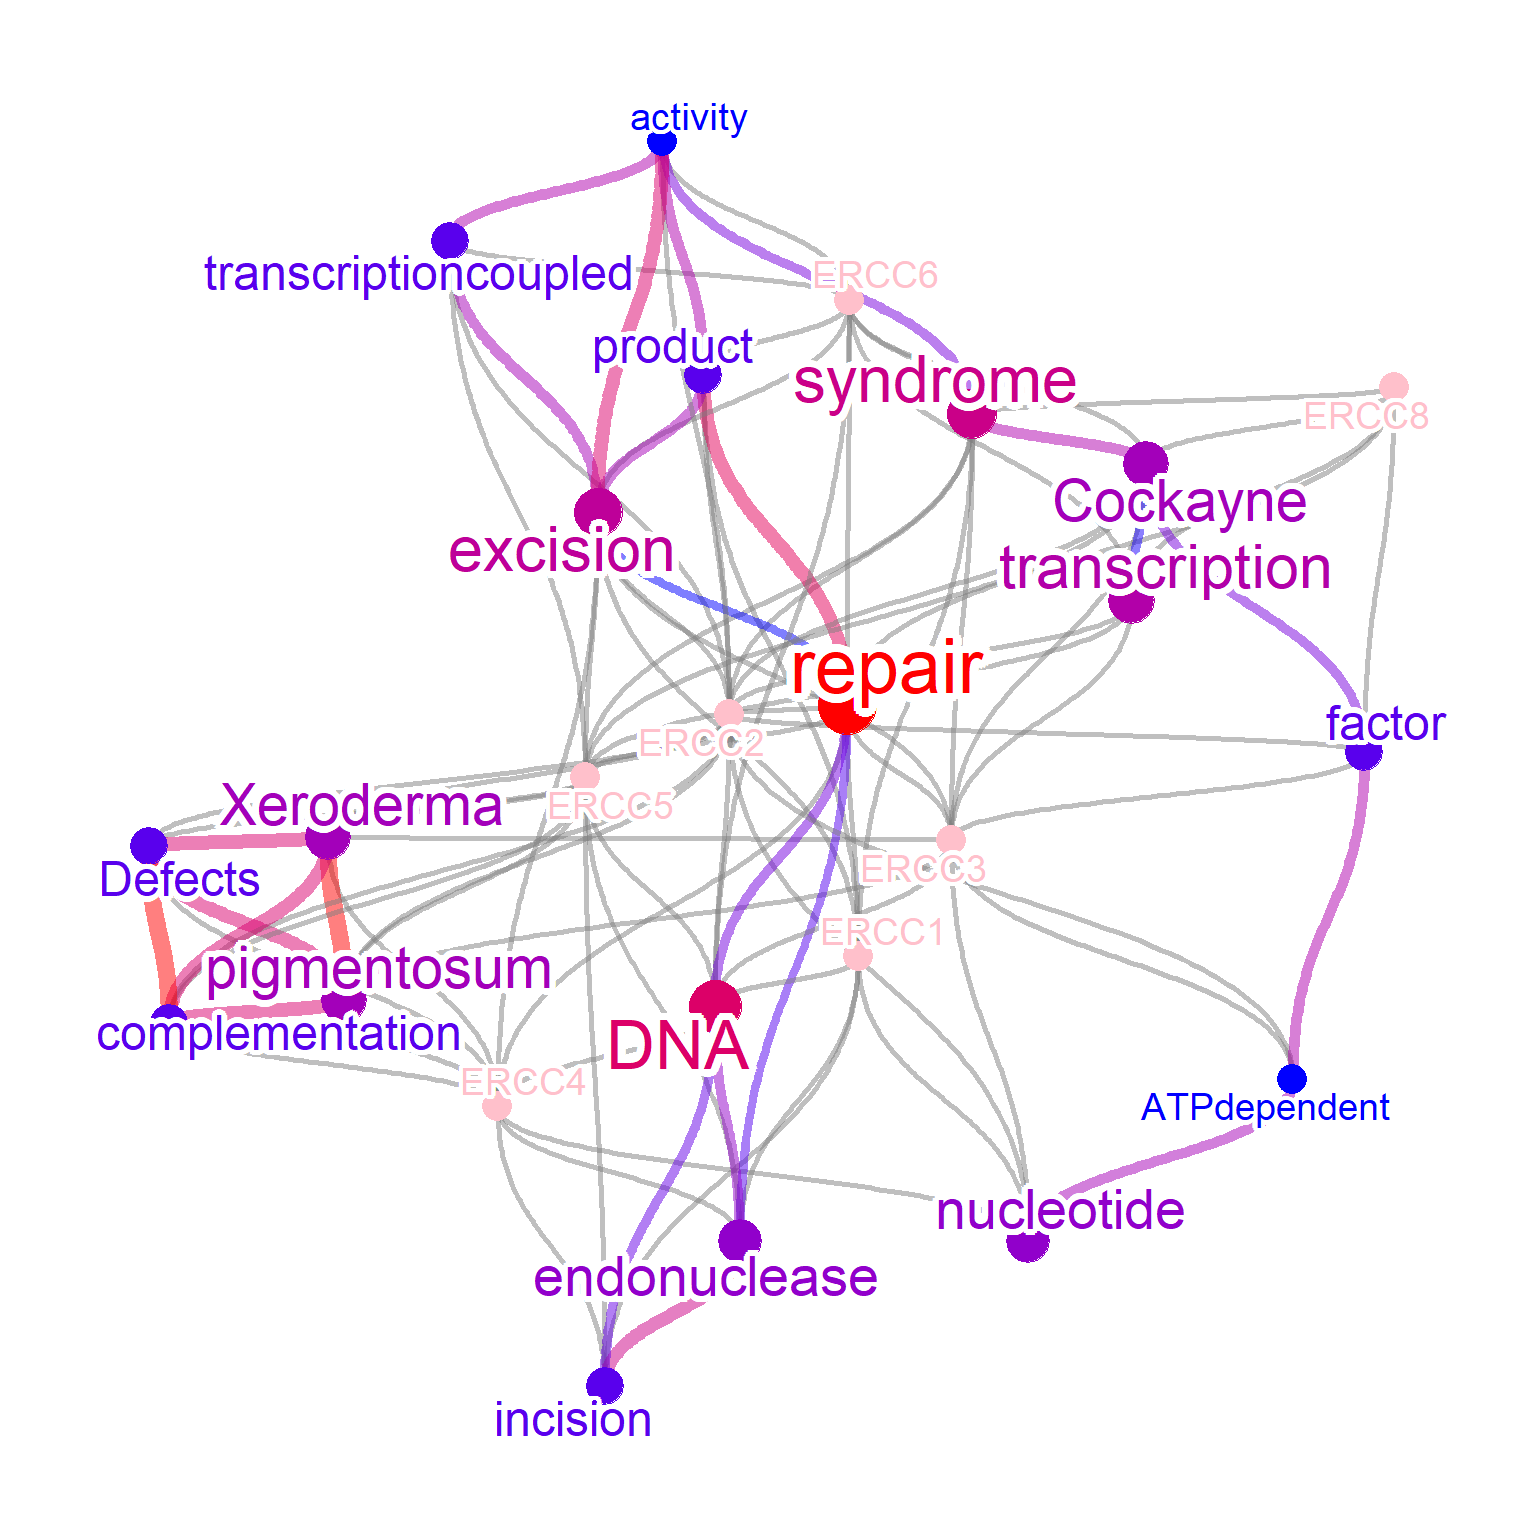 activity
transcriptioncoupled
ERCC6
product
syndrome
ERCC8
Cockayne
excision
transcription
repair
factor
ERCC2
Xeroderma
ERCC5
Defects
ERCC3
ERCC1
pigmentosum
complementation
DNA
ERCC4
ATPdependent
nucleotide
endonuclease
incision